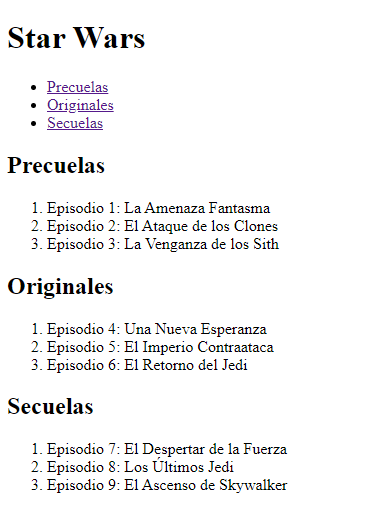 Star Wars
• Precuelas
• Originales
• Secuelas
Precuelas
1. Episodio 1: La Amenaza Fantasma
2. Episodio 2: El Ataque de los Clones
3. Episodio 3: La Venganza de los Sith
Originales
1. Episodio 4: Una Nueva Esperanza
2. Episodio 5: El Imperio Contraataca
3. Episodio 6: El Retorno del Jedi
Secuelas
1. Episodio 7: El Despertar de la Fuerza
2. Episodio 8: Los Últimos Jedi
3. Episodio 9: El Ascenso de Skywalker